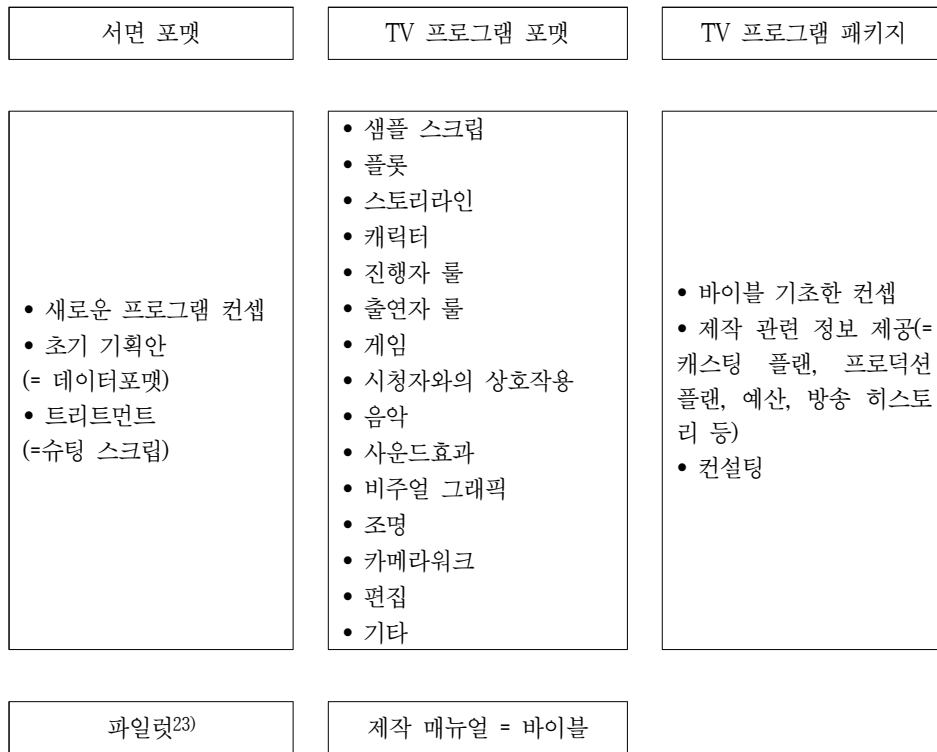 서면 포맷
TV 프로그램 포맷
TV 프로그램 패키지
• 새로운 프로그램 컨셉
• 초기 기획안
(= 데이터포맷)
• 트리트먼트
(=슈팅 스크립)
• 샘플 스크립
• 플롯
• 스토리라인
• 캐릭터
• 진행자 룰
• 출연자 룰
• 게임
• 시청자와의 상호작용
• 음악
• 사운드효과
• 비주얼 그래픽
• 조명
• 카메라워크
• 편집
• 기타
• 바이블 기초한 컨셉
• 제작 관련 정보 제공(=
캐스팅 플랜, 프로덕션
플랜, 예산, 방송 히스토
리 등)
• 컨설팅
파일럿23)
제작 매뉴얼 = 바이블